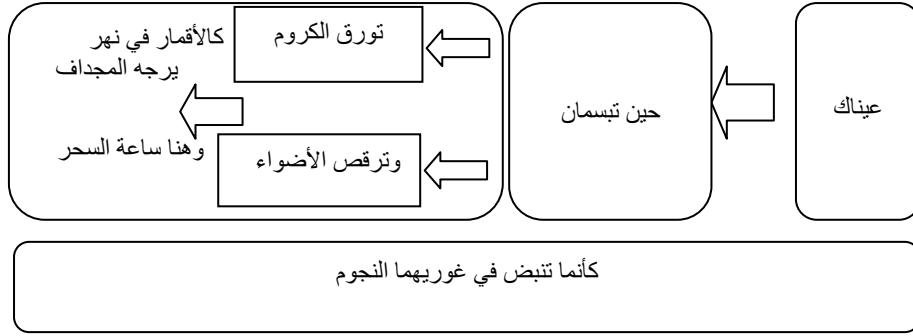 عيناك
حين تبسمان
تورق الكروم
وترقص الأضواء
كالأقمار في نهر
يرجه المجداف
وهنا ساعة السحر
كأنما تنبض في غوريهما النجوم